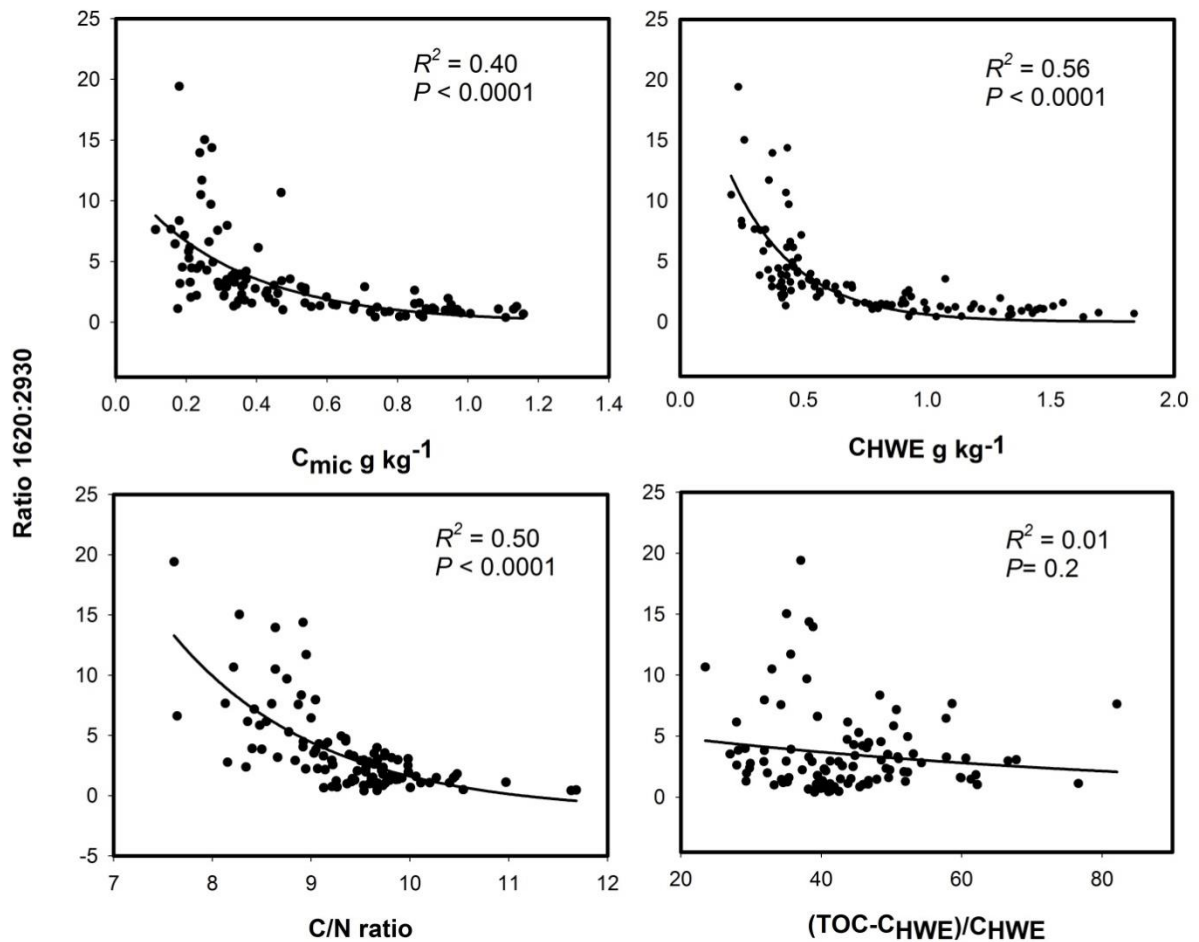 Ratio 1620:2930
25
20
15
10
5
0
R² = 0.40
P < 0.0001
0.0 0.2 0.4 0.6 0.8 1.0 1.2 1.4
Cmic g kg-1
25
20
15
10
5
0
R² = 0.56
P < 0.0001
0.0 0.5 1.0 1.5 2.0
CHWE g kg-1
25
20
15
10
5
0
-5
R² = 0.50
P < 0.0001
7 8 9 10 11 12
C/N ratio
25
20
15
10
5
0
R² = 0.01
P= 0.2
20 40 60 80
(TOC-CHWE)/CHWE